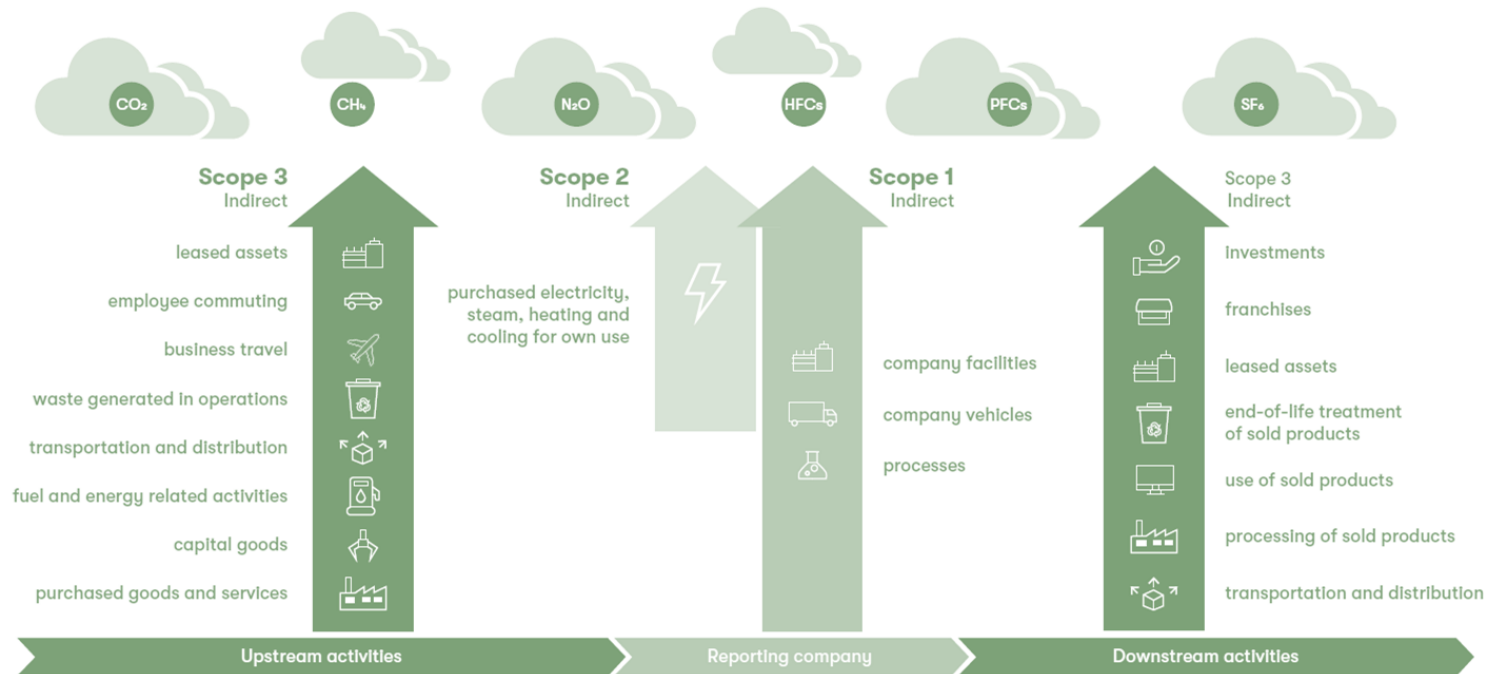 CO₂
CH₄
N₂O
HFCs
PFCs
SF₆
Scope 3
Indirect
leased assets
employee commuting
business travel
waste generated in operations
transportation and distribution
fuel and energy related activities
capital goods
purchased goods and services
Scope 2
Indirect
purchased electricity,
steam, heating and
cooling for own use
Scope 1
Indirect
company facilities
company vehicles
processes
Scope 3
Indirect
investments
franchises
leased assets
end-of-life treatment
of sold products
use of sold products
processing of sold products
transportation and distribution
Upstream activities
Reporting company
Downstream activities